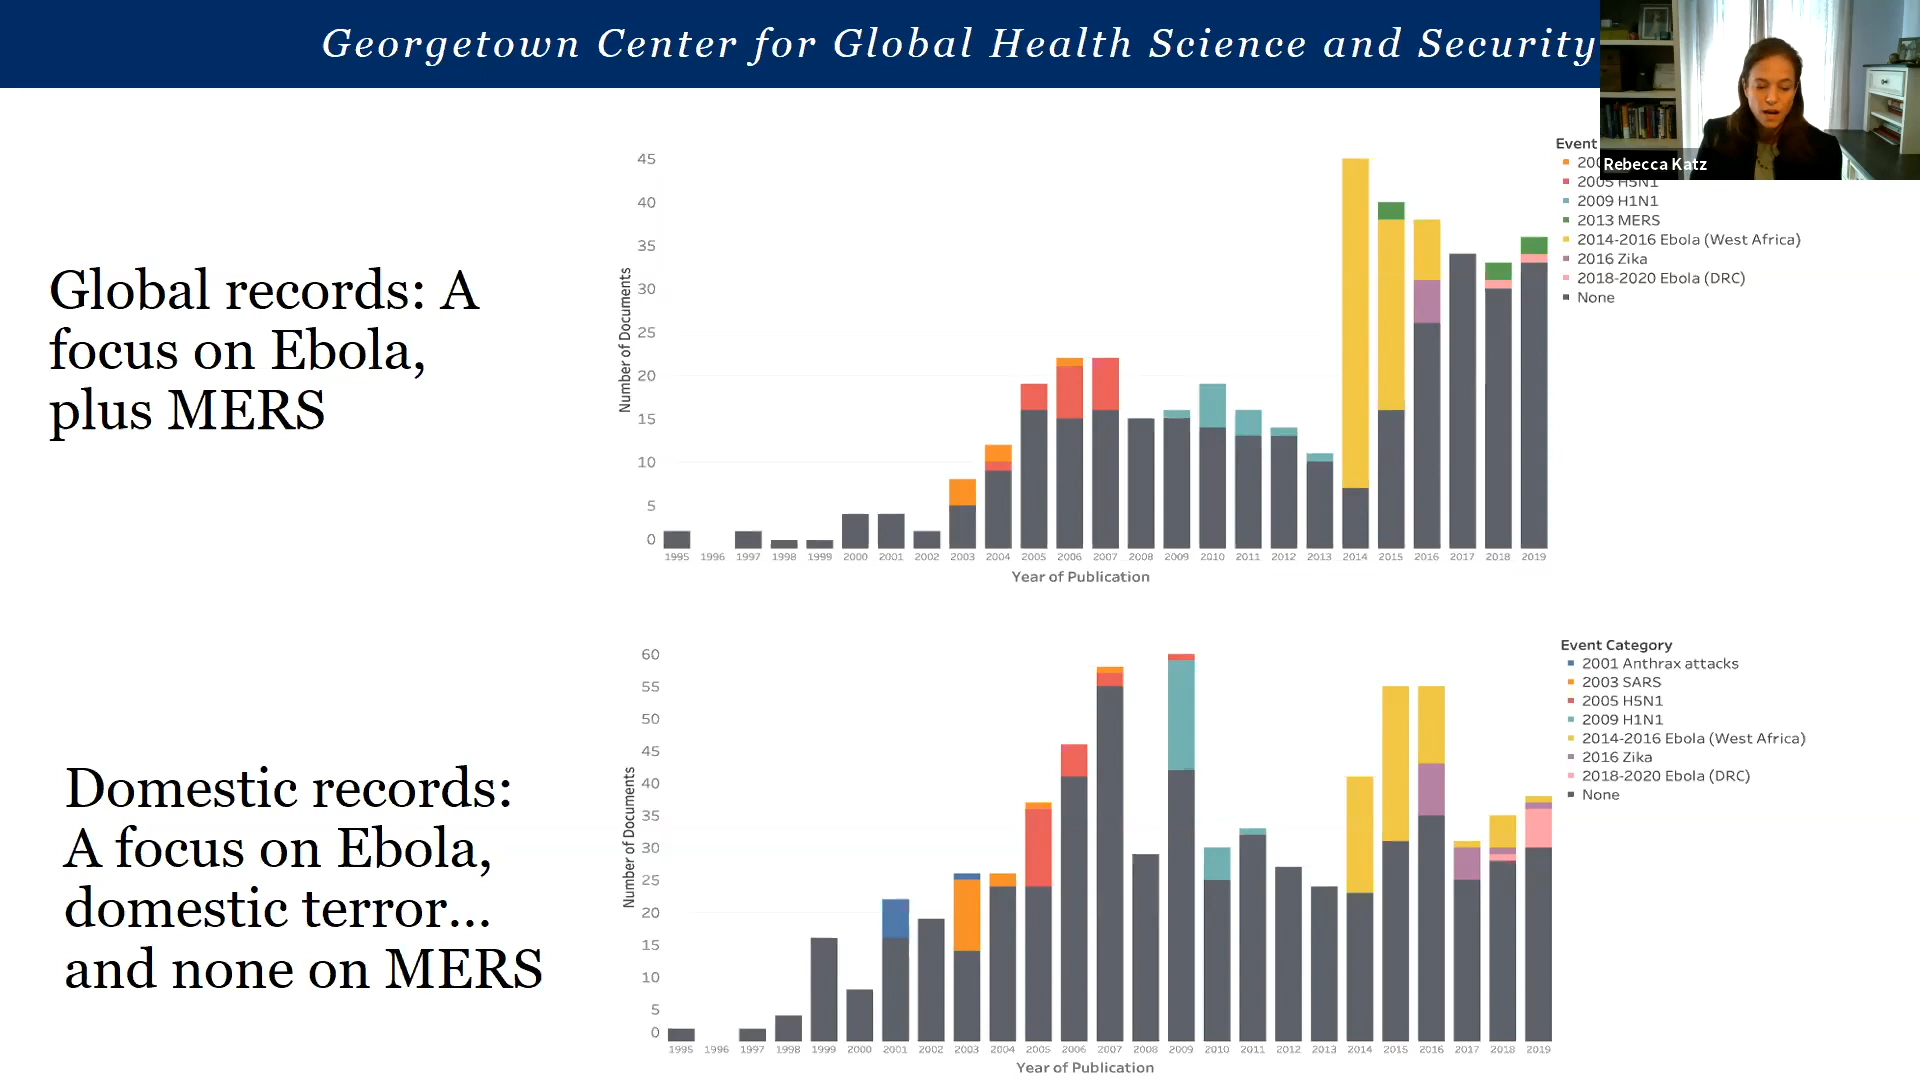 Georgetown Center for Global Health Science and Security
Rebecca Katz
Global records: A
focus on Ebola,
plus MERS
Number of Documents
45
40
35
30
25
20
15
10
5
0
1995 1996 1997 1998 1999 2000 2001 2002 2003 2004 2005 2006 2007 2008 2009 2010 2011 2012 2013 2014 2015 2016 2017 2018 2019
Year of Publication
Event
2005 H5N1
2009 H1N1
2013 MERS
2014-2016 Ebola (West Africa)
2016 Zika
2018-2020 Ebola (DRC)
None
Domestic records:
A focus on Ebola,
domestic terror...
and none on MERS
Number of Documents
60
55
50
45
40
35
30
25
20
15
10
5
0
1995 1996 1997 1998 1999 2000 2001 2002 2003 2004 2005 2006 2007 2008 2009 2010 2011 2012 2013 2014 2015 2016 2017 2018 2019
Year of Publication
Event Category
2001 Anthrax attacks
2003 SARS
2005 H5N1
2009 H1N1
2014-2016 Ebola (West Africa)
2016 Zika
2018-2020 Ebola (DRC)
None